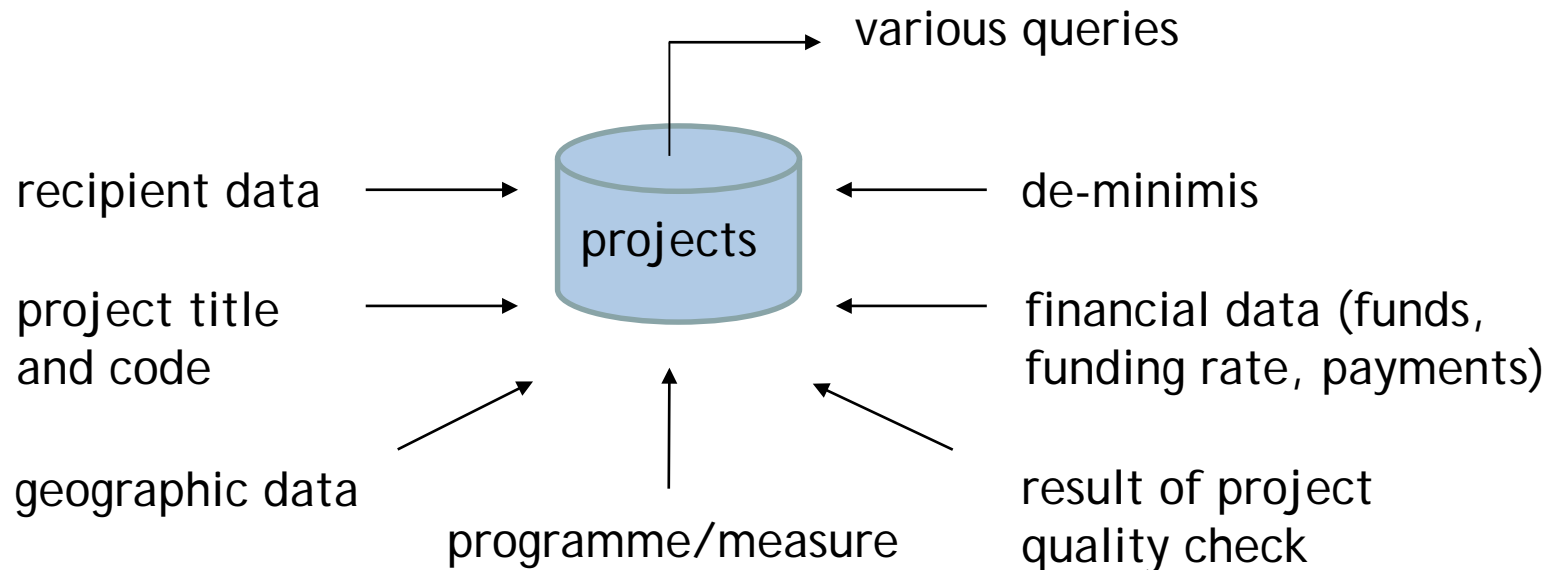 various queries
recipient data
de-minimis
projects
project title
and code
financial data (funds,
funding rate, payments)
geographic data
programme/measure
result of project
quality check